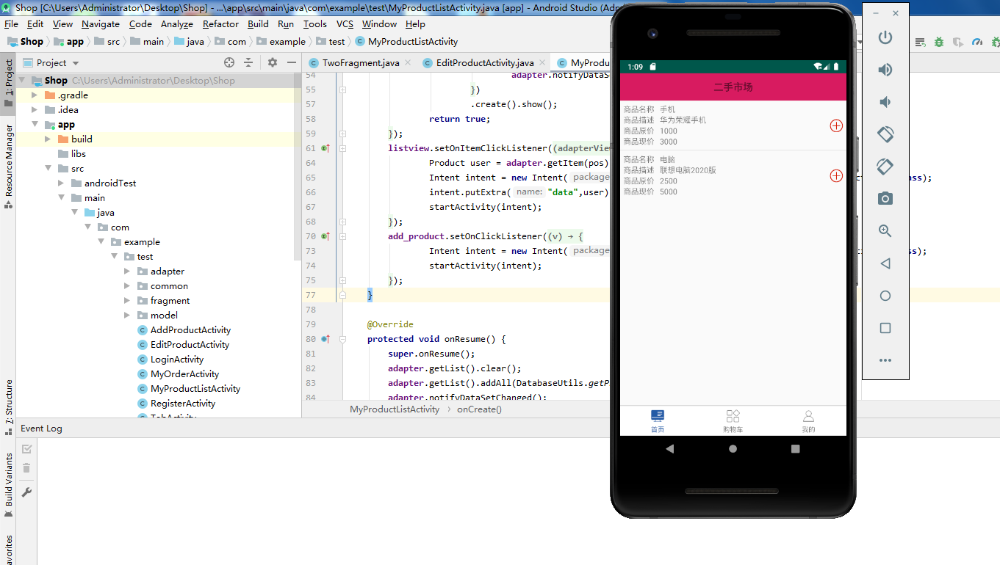 Shop [C:\Users\Administrator\Desktop\Shop] - ...\app\src\main\java\com\example\test\MyProductListActivity.java [app] - Android Studio (Adm
File Edit View Navigate Code Analyze Refactor Build Run Tools VCS Window Help
Shop app src main java com example test MyProductListActivity
Project
TwoFragment.java EditProductActivity.java MyProdu
1: Project
Resource Manager
7: Structure
Build Variants
avorites
Shop C:\Users\Administrator\Desktop\Shop
.gradle
.idea
app
build
libs
src
androidTest
main
java
com
example
test
adapter
common
fragment
model
AddProductActivity
EditProductActivity
LoginActivity
MyOrderActivity
MyProductListActivity
RegisterActivity
TabActivity
54 adapter.notifyDataS
55 })
57 .create().show();
58 return true;
59 });
61 listview.setOnItemClickListener((adapterVie
64 Product user = adapter.getItem(pos)
65 Intent intent = new Intent( package
66 intent.putExtra( name: "data",user)
67 startActivity(intent);
68 });
70 add_product.setOnClickListener((v) → {
73 Intent intent = new Intent( package
74 startActivity(intent);
75 });
77 }
78
79 @Override
80 protected void onResume() {
81 super.onResume();
82 adapter.getList().clear();
83 adapter.getList().addAll(DatabaseUtils.getP
84 adapter.notifyDataSetChanged();
ss);
ss);
MyProductListActivity onCreate()
Event Log
1:09
二手市场
商品名称 手机
商品描述 华为荣耀手机
商品原价 1000
商品现价 3000
商品名称 电脑
商品描述 联想电脑2020版
商品原价 2500
商品现价 5000
首页 购物车 我的